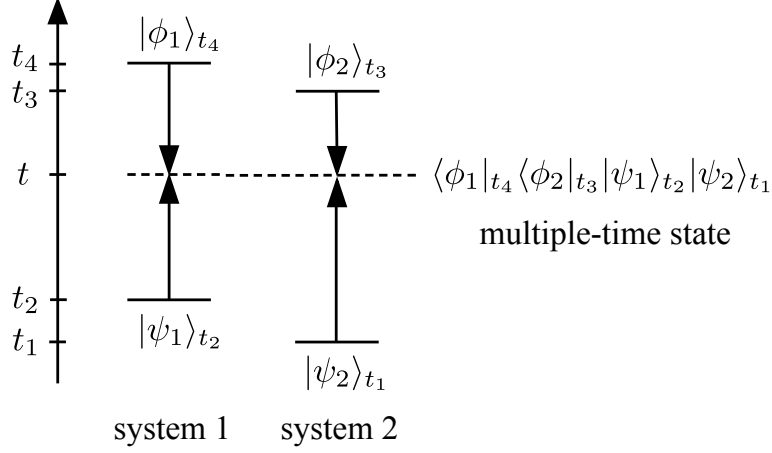 |ϕ₁⟩ₜ₄
|ϕ₂⟩ₜ₃
t₄
t₃
t
⟨ϕ₁|ₜ₄⟨ϕ₂|ₜ₃|ψ₁⟩ₜ₂|ψ₂⟩ₜ₁
multiple-time state
t₂
t₁
|ψ₁⟩ₜ₂
|ψ₂⟩ₜ₁
system 1 system 2